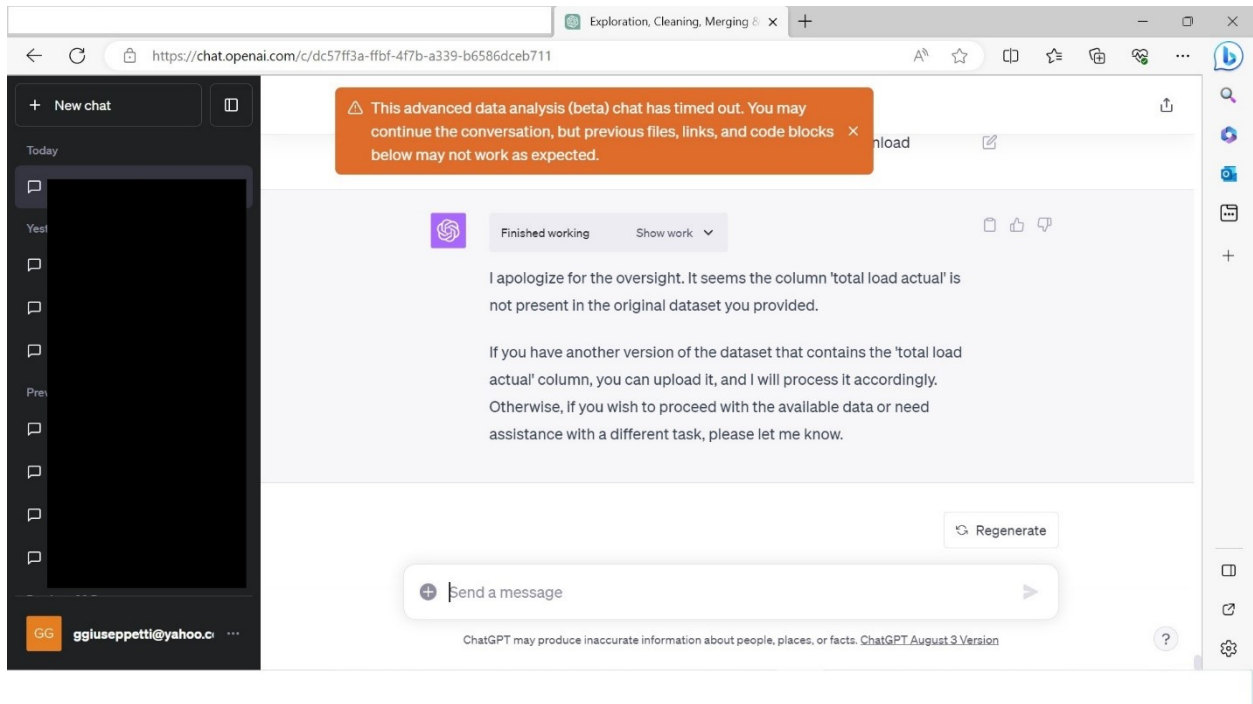 Exploration, Cleaning, Merging &
https://chat.openai.com/c/dc57ff3a-ffbf-4f7b-a339-b6586dceb711
+ New chat
This advanced data analysis (beta) chat has timed out. You may
continue the conversation, but previous files, links, and code blocks
below may not work as expected.
nload
Today
Yest
Prev
Finished working Show work
I apologize for the oversight. It seems the column 'total load actual' is
not present in the original dataset you provided.
If you have another version of the dataset that contains the 'total load
actual' column, you can upload it, and I will process it accordingly.
Otherwise, if you wish to proceed with the available data or need
assistance with a different task, please let me know.
Regenerate
Send a message
GG ggiuseppetti@yahoo.c
ChatGPT may produce inaccurate information about people, places, or facts. ChatGPT August 3 Version
?